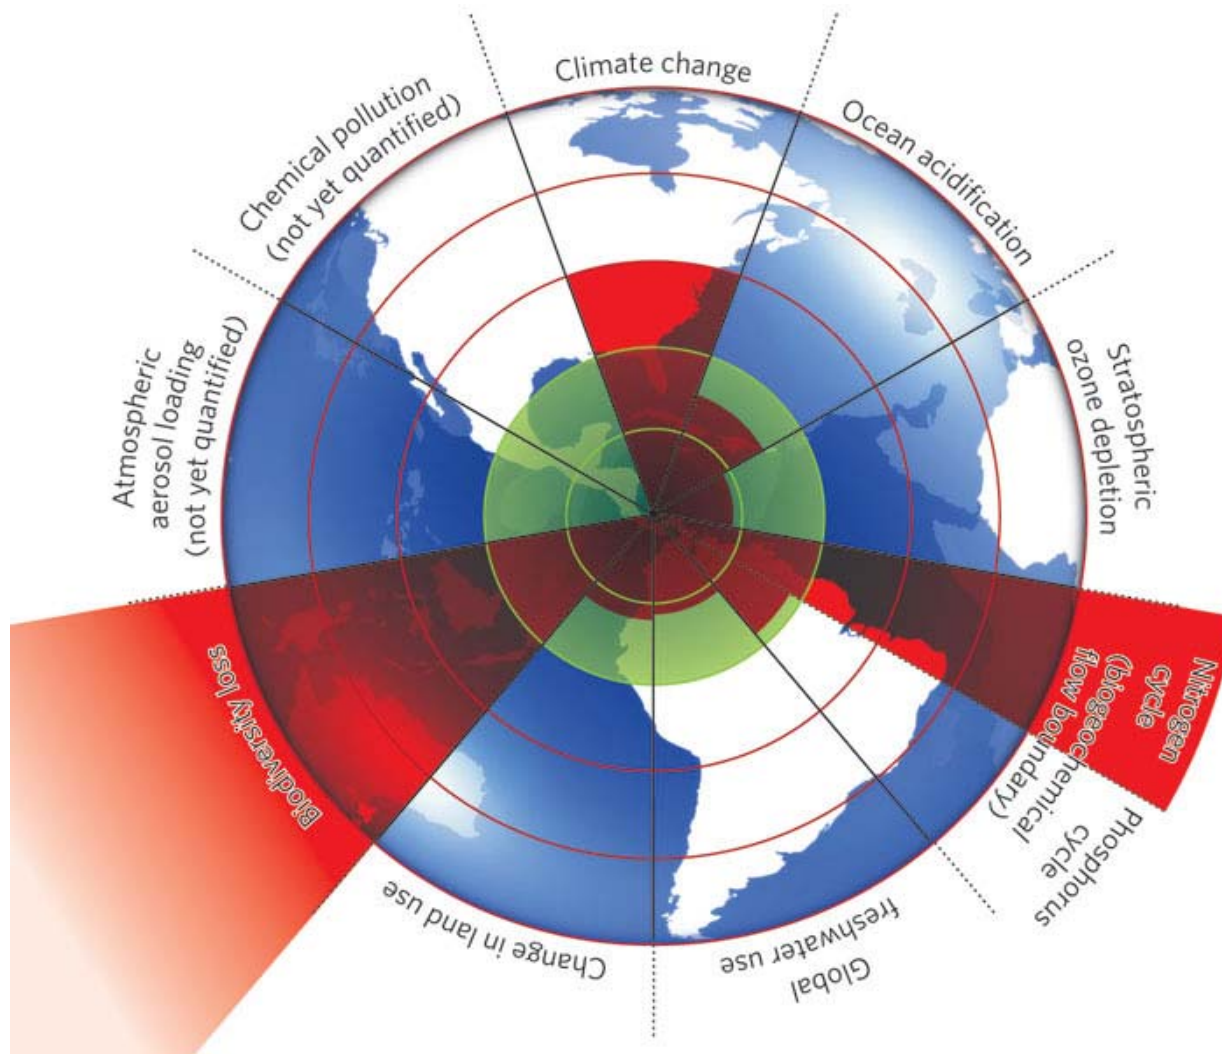 Climate change
Ocean acidification
Stratospheric
ozone depletion
Nitrogen
cycle
(biogeochemical
flow boundary)
Phosphorus
cycle
Global
freshwater use
Change in land use
Biodiversity loss
Atmospheric
aerosol loading
(not yet quantified)
Chemical pollution
(not yet quantified)